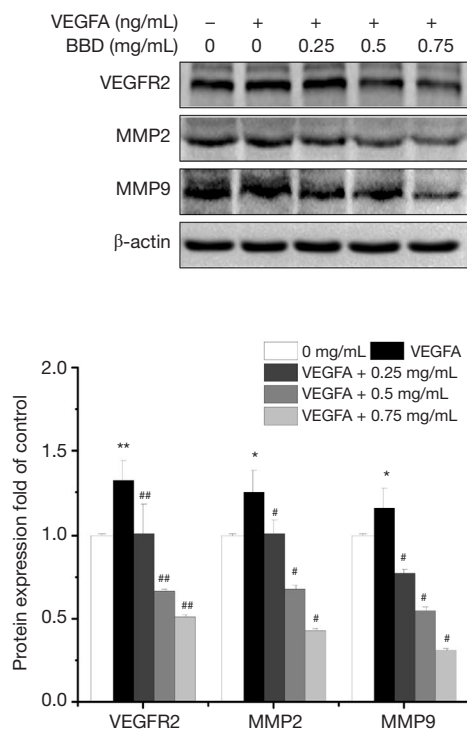 VEGFA (ng/mL) – + + + +
BBD (mg/mL) 0 0 0.25 0.5 0.75
VEGFR2
MMP2
MMP9
β-actin
0 mg/mL VEGFA
VEGFA + 0.25 mg/mL
VEGFA + 0.5 mg/mL
VEGFA + 0.75 mg/mL
Protein expression fold of control
2.0
1.5
1.0
0.5
0.0
** ## ## ##
* # # #
* # # #
VEGFR2 MMP2 MMP9